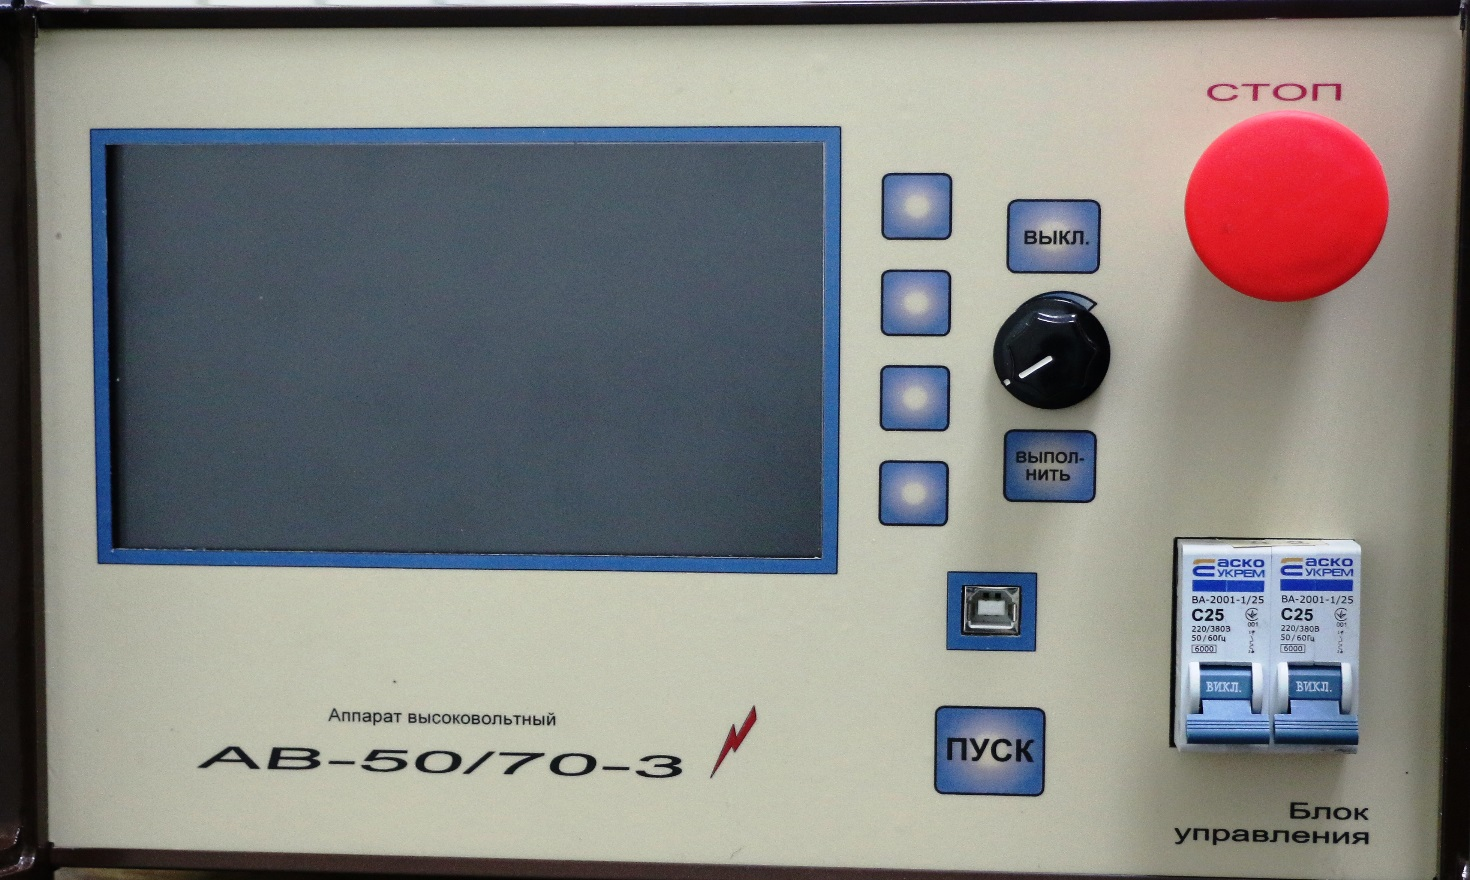 СТОП
ВЫКЛ.
ВЫПОЛ-
НИТЬ
аско
УКРЕМ
ВА-2001-1/25
C25
220/380В
50/60Гц
6000
ВИКЛ.
аско
УКРЕМ
ВА-2001-1/25
C25
220/380В
50/60Гц
6000
ВИКЛ.
Аппарат высоковольтный
АВ-50/70-3
ПУСК
Блок
управления